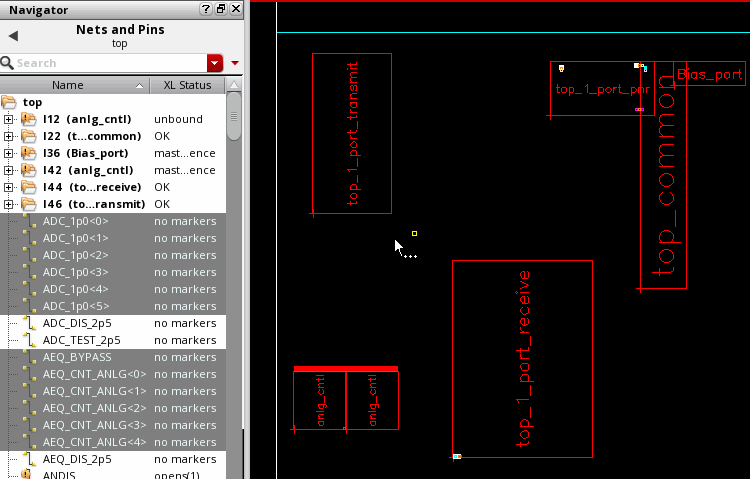 Navigator
Nets and Pins
top
Search
Name XL Status
top
I12 (anlg_cntl) unbound
I22 (t...common) OK
I36 (Bias_port) mast...ence
I42 (anlg_cntl) mast...ence
I44 (to...receive) OK
I46 (to...ransmit) OK
ADC_1p0<0> no markers
ADC_1p0<1> no markers
ADC_1p0<2> no markers
ADC_1p0<3> no markers
ADC_1p0<4> no markers
ADC_1p0<5> no markers
ADC_DIS_2p5 no markers
ADC_TEST_2p5 no markers
AEQ_BYPASS no markers
AEQ_CNT_ANLG<0> no markers
AEQ_CNT_ANLG<1> no markers
AEQ_CNT_ANLG<2> no markers
AEQ_CNT_ANLG<3> no markers
AEQ_CNT_ANLG<4> no markers
AEQ_DIS_2p5 no markers
ANDIS opens(1)
top_1_port_transmit
top_1_port_pnr
top_common
Bias_port
anlg_cntl
anlg_cntl
top_1_port_receive